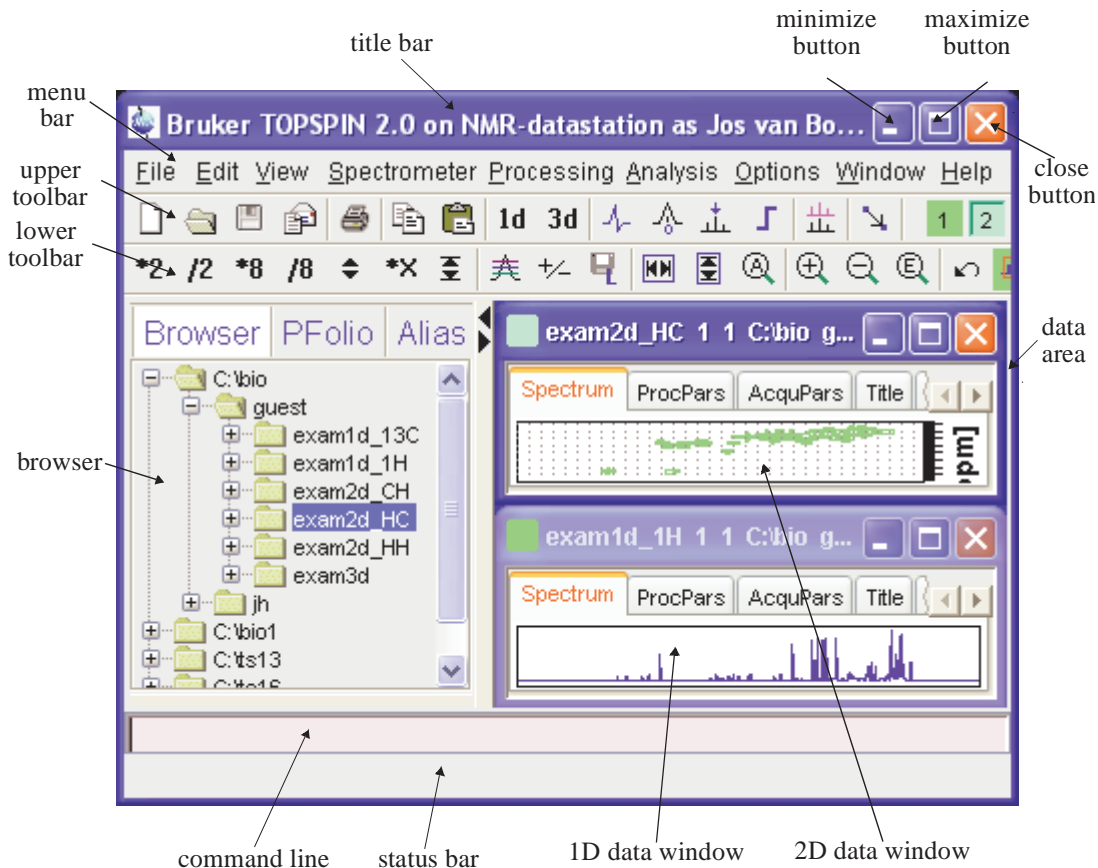 minimize button
maximize button
title bar
menu bar
Bruker TOPSPIN 2.0 on NMR-datastation as Jos van Bo...
close button
File Edit View Spectrometer Processing Analysis Options Window Help
upper toolbar
1d 3d 1 2
lower toolbar
*2 /2 *8 /8 *X +/- A E
Browser PFolio Alias
exam2d_HC 1 1 C:\bio g...
data area
Spectrum ProcPars AcquPars Title
C:\bio
guest
exam1d_13C
exam1d_1H
exam2d_CH
exam2d_HC
exam2d_HH
exam3d
jh
C:\bio1
C:\ts13
browser
exam1d_1H 1 1 C:\bio g...
Spectrum ProcPars AcquPars Title
command line
status bar
1D data window
2D data window